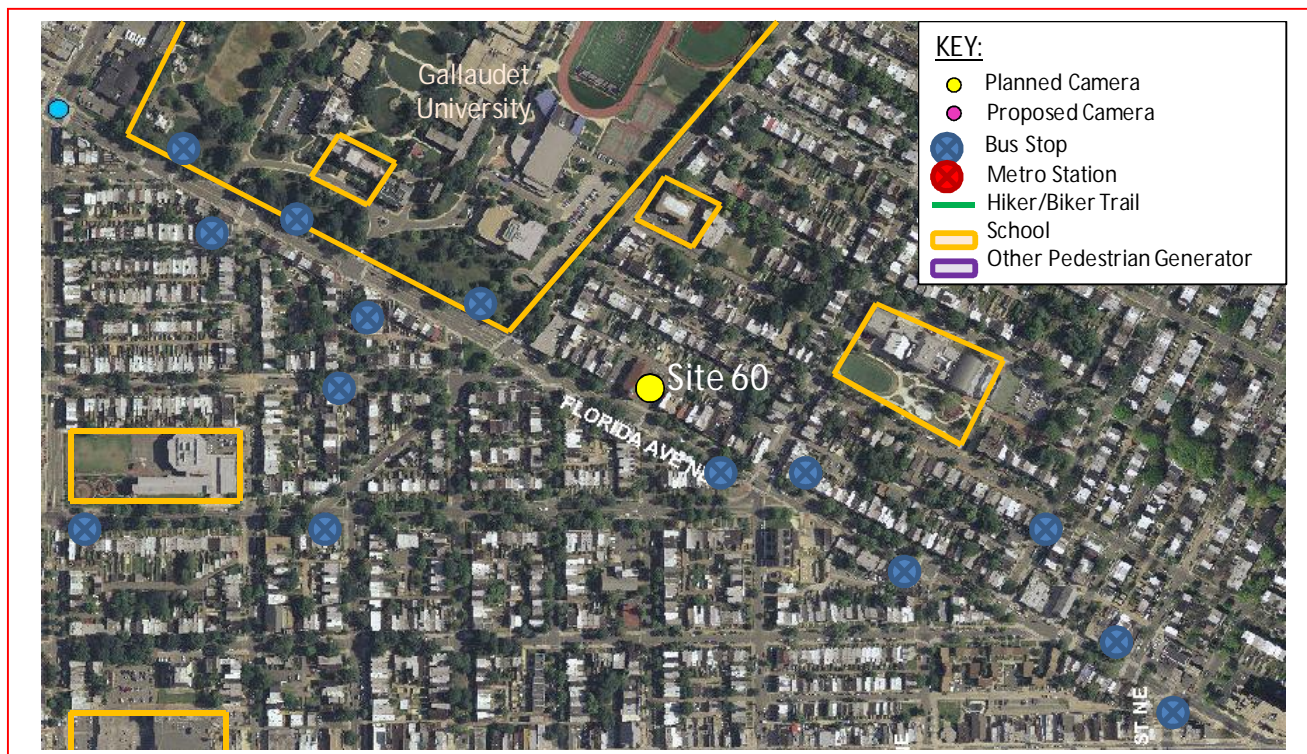 Gallaudet
University
Site 60
FLORIDA AVE N
ST NE
NE
KEY:
Planned Camera
Proposed Camera
Bus Stop
Metro Station
Hiker/Biker Trail
School
Other Pedestrian Generator